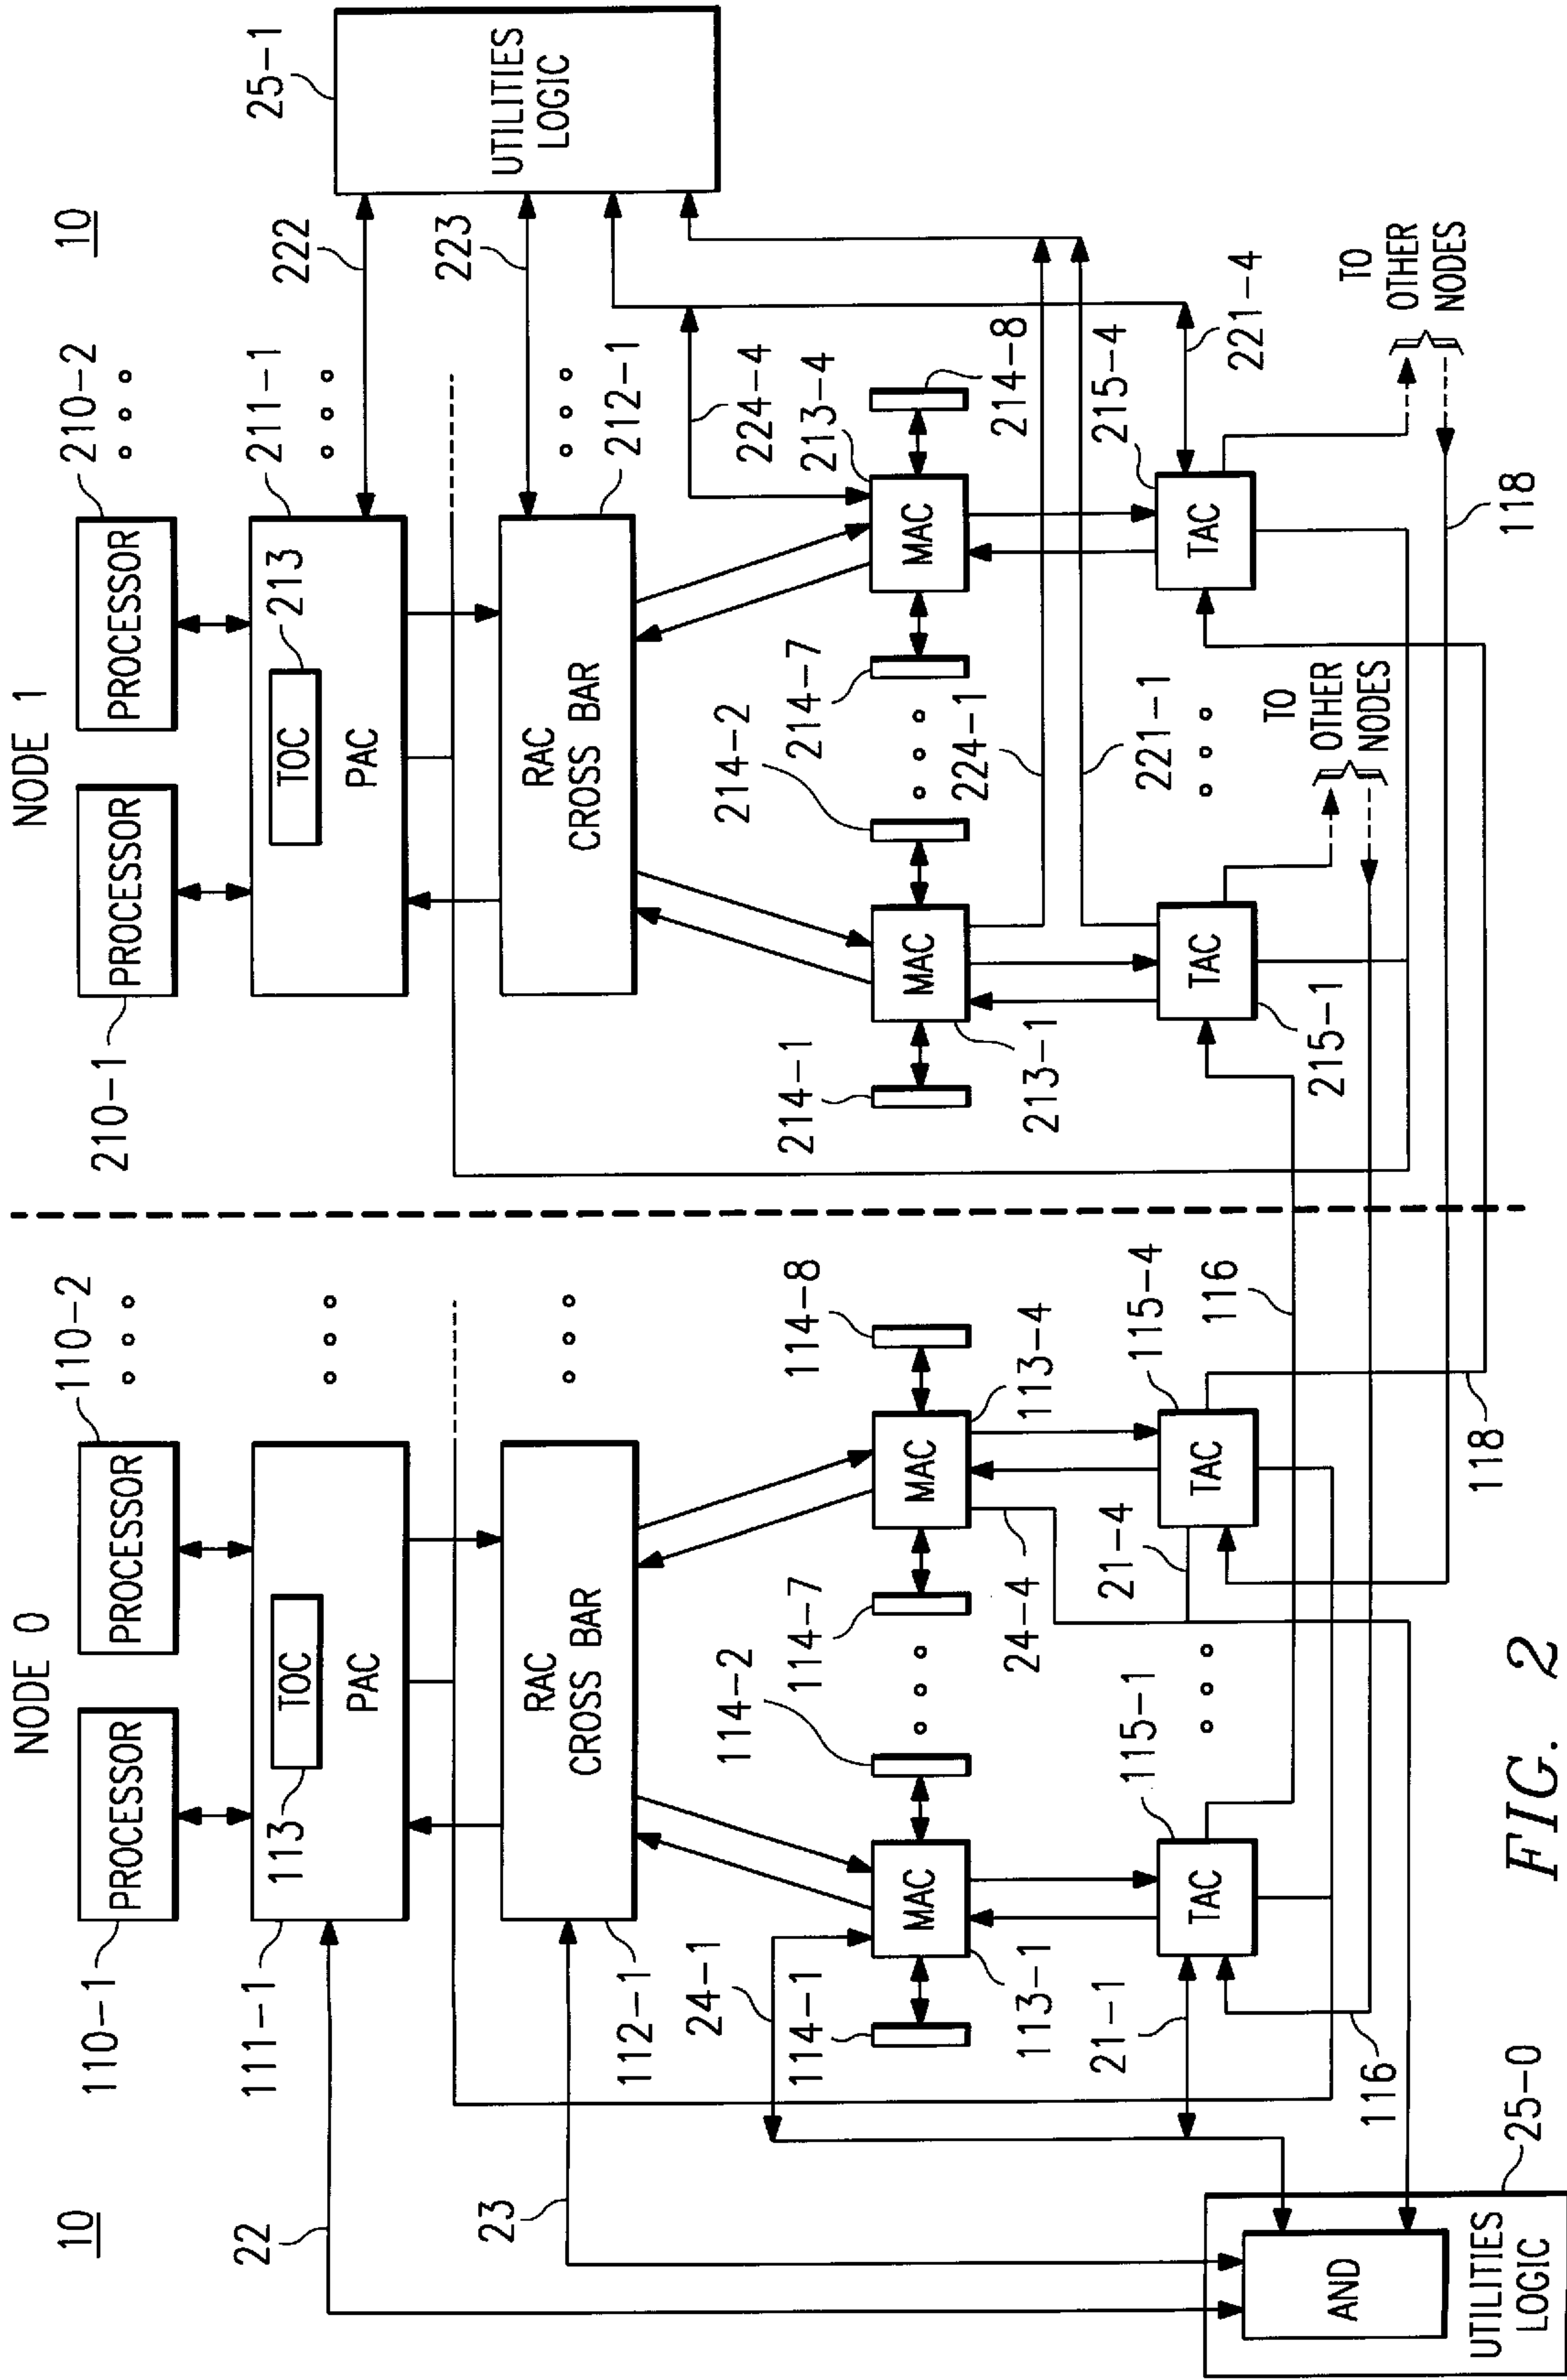 10
NODE 0
NODE 1
10
110-1
PROCESSOR
PROCESSOR
110-2
210-1
PROCESSOR
PROCESSOR
210-2
25-1
22
111-1
113
TOC
PAC
TOC
213
PAC
211-1
222
UTILITIES
LOGIC
23
112-1
RAC
CROSS BAR
RAC
CROSS BAR
212-1
223
24-1
114-1
114-2
114-7
114-8
214-1
214-2
214-7
213-4
224-4
MAC
MAC
113-4
MAC
MAC
214-8
113-1
24-4
213-1
224-1
21-1
115-1
21-4
115-4
221-1
215-4
221-4
TAC
TAC
TAC
TAC
116
116
215-1
TO
OTHER
NODES
TO
OTHER
NODES
118
118
25-0
AND
UTILITIES
LOGIC
FIG. 2